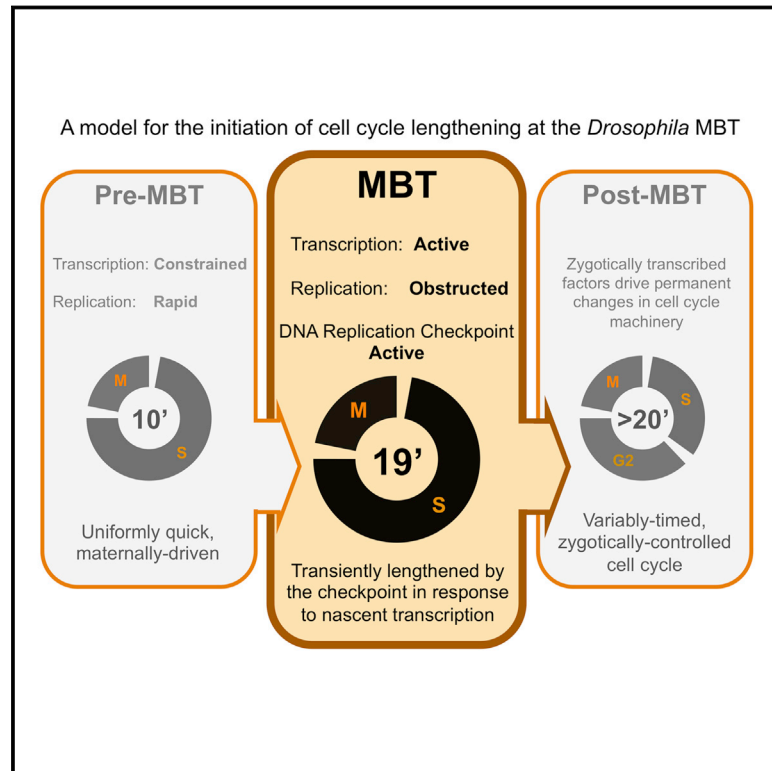 A model for the initiation of cell cycle lengthening at the Drosophila MBT
Pre-MBT
Transcription: Constrained
Replication: Rapid
M
10'
S
Uniformly quick,
maternally-driven
MBT
Transcription: Active
Replication: Obstructed
DNA Replication Checkpoint
Active
M
19'
S
Transiently lengthened by
the checkpoint in response
to nascent transcription
Post-MBT
Zygotically transcribed
factors drive permanent
changes in cell cycle
machinery
M
S
>20'
G2
Variably-timed,
zygotically-controlled
cell cycle